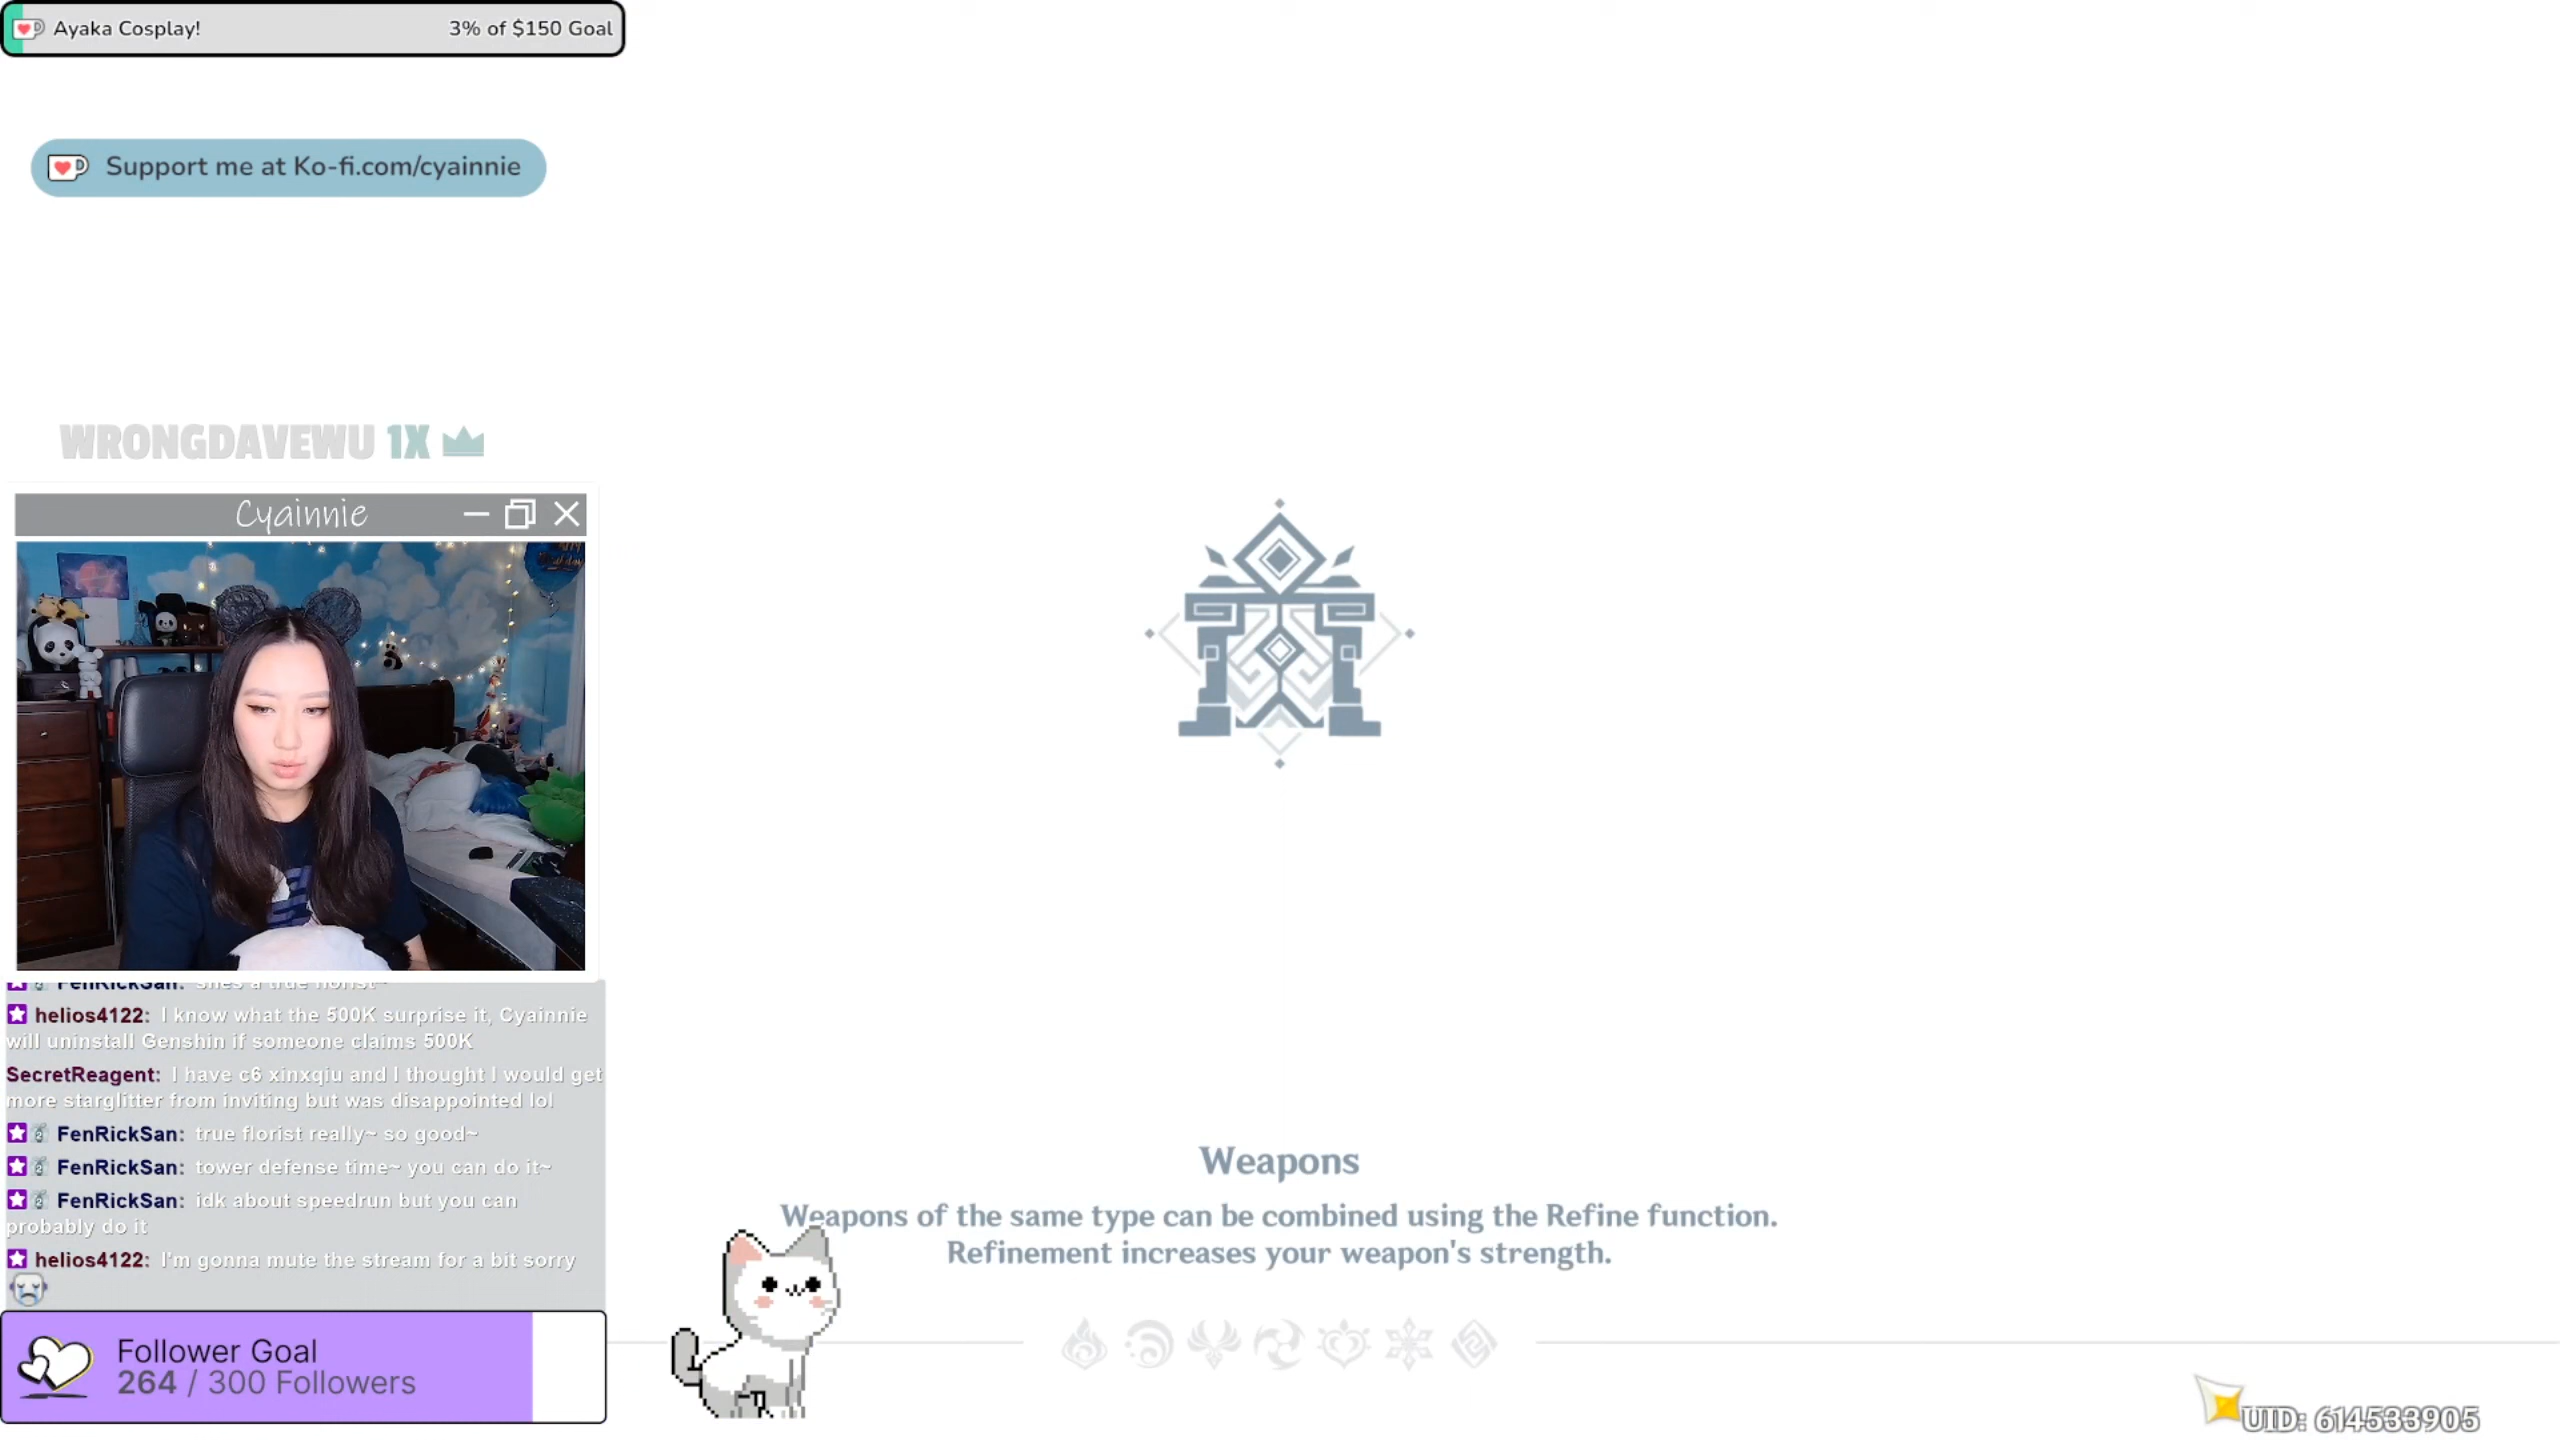 Ayaka Cosplay! 3% of $150 Goal
Support me at Ko-fi.com/cyainnie
WRONGDAVEWU 1X
Cyainnie
FenRickSan: shes a true florist~
helios4122: I know what the 500K surprise it, Cyainnie
will uninstall Genshin if someone claims 500K
SecretReagent: I have c6 xinxqiu and I thought I would get
more starglitter from inviting but was disappointed lol
FenRickSan: true florist really~ so good~
FenRickSan: tower defense time~ you can do it~
FenRickSan: idk about speedrun but you can
probably do it
helios4122: I'm gonna mute the stream for a bit sorry
Follower Goal
264 / 300 Followers
Weapons
Weapons of the same type can be combined using the Refine function.
Refinement increases your weapon's strength.
UID: 614533905